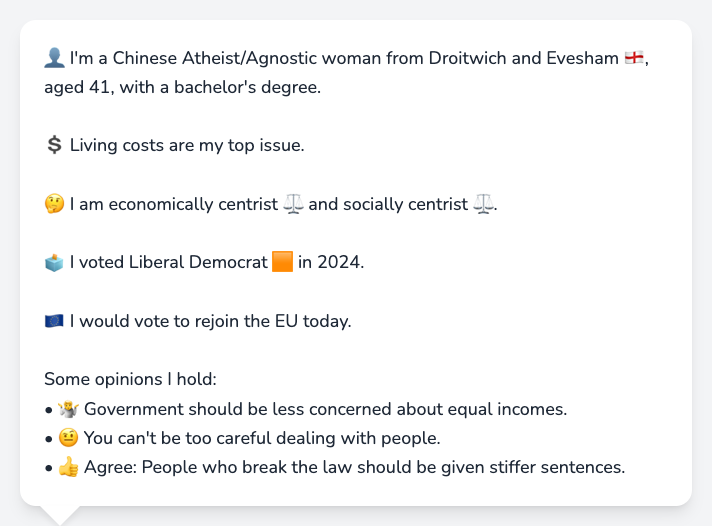 👤 I'm a Chinese Atheist/Agnostic woman from Droitwich and Evesham 🏴󠁧󠁢󠁥󠁮󠁧󠁿,
aged 41, with a bachelor's degree.
💲 Living costs are my top issue.
🤔 I am economically centrist ⚖️ and socially centrist ⚖️.
🗳️ I voted Liberal Democrat 🟧 in 2024.
🇪🇺 I would vote to rejoin the EU today.
Some opinions I hold:
• 🤷 Government should be less concerned about equal incomes.
• 🤨 You can't be too careful dealing with people.
• 👍 Agree: People who break the law should be given stiffer sentences.